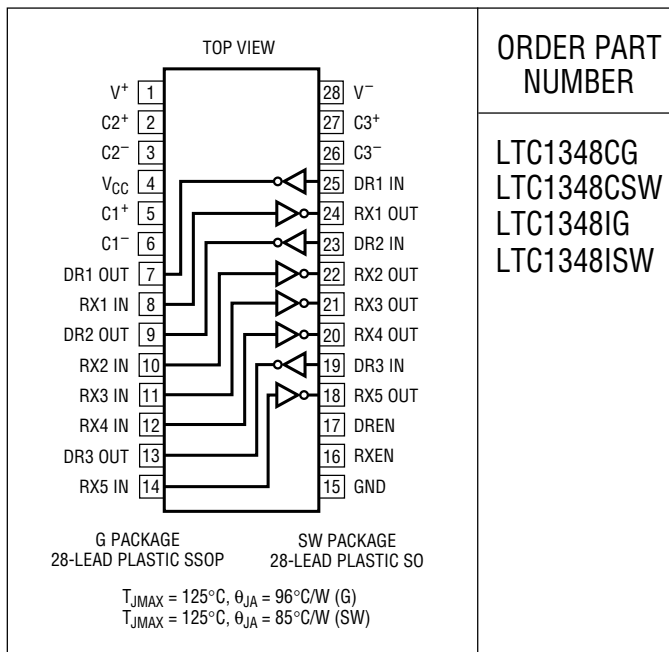 TOP VIEW
V+ 1
C2+ 2
C2− 3
VCC 4
C1+ 5
C1− 6
DR1 OUT 7
RX1 IN 8
DR2 OUT 9
RX2 IN 10
RX3 IN 11
RX4 IN 12
DR3 OUT 13
RX5 IN 14
28 V−
27 C3+
26 C3−
25 DR1 IN
24 RX1 OUT
23 DR2 IN
22 RX2 OUT
21 RX3 OUT
20 RX4 OUT
19 DR3 IN
18 RX5 OUT
17 DREN
16 RXEN
15 GND
G PACKAGE
28-LEAD PLASTIC SSOP
SW PACKAGE
28-LEAD PLASTIC SO
TJMAX = 125°C, θJA = 96°C/W (G)
TJMAX = 125°C, θJA = 85°C/W (SW)
ORDER PART
NUMBER
LTC1348CG
LTC1348CSW
LTC1348IG
LTC1348ISW